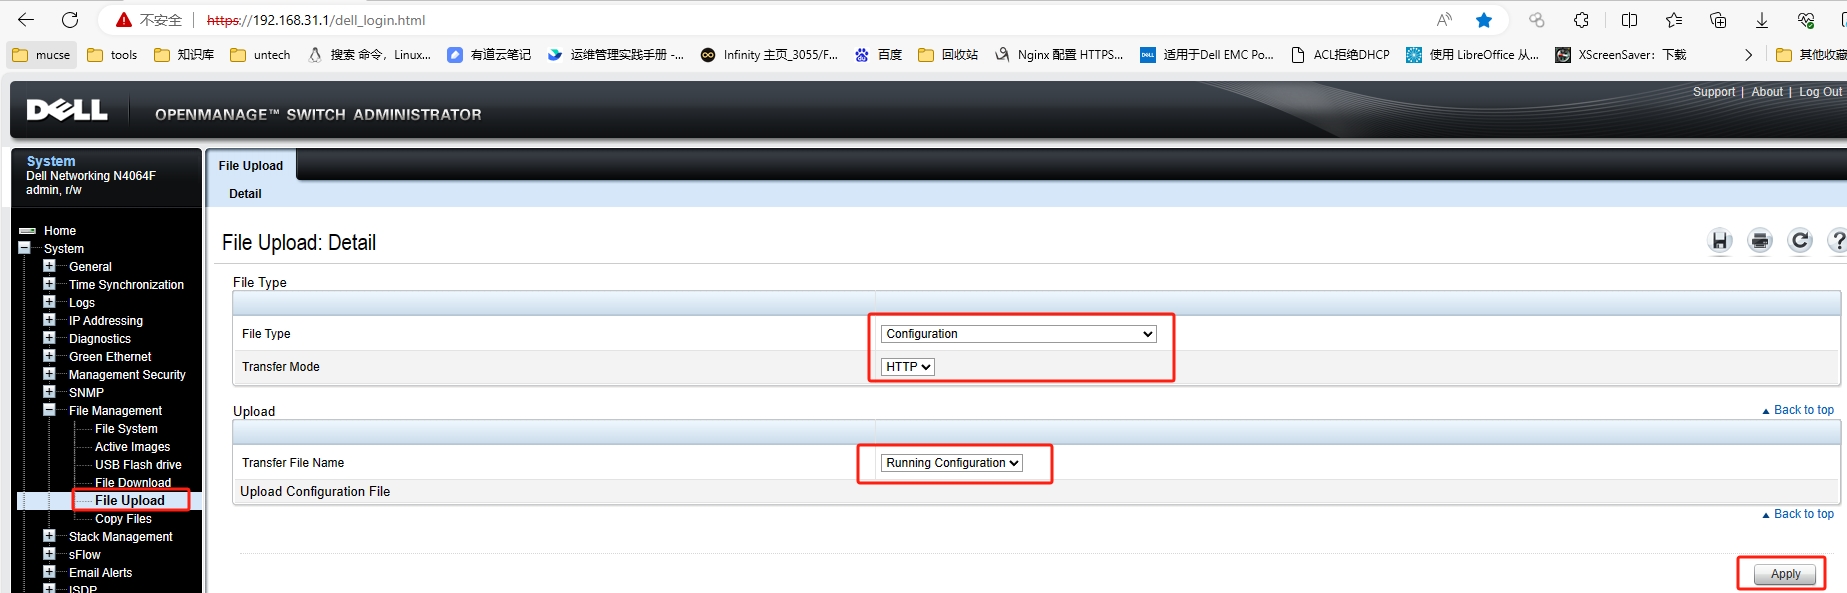 不安全 https://192.168.31.1/dell_login.html
mucse tools 知识库 untech 搜索 命令，Linux... 有道云笔记 运维管理实践手册 -... Infinity 主页_3055/F... 百度 回收站 Nginx 配置 HTTPS... 适用于Dell EMC Po... ACL拒绝DHCP 使用 LibreOffice 从... XScreenSaver：下载 其他收藏
Support | About | Log Out
DELL OPENMANAGE™ SWITCH ADMINISTRATOR
System
Dell Networking N4064F
admin, r/w
Home
System
General
Time Synchronization
Logs
IP Addressing
Diagnostics
Green Ethernet
Management Security
SNMP
File Management
File System
Active Images
USB Flash drive
File Download
File Upload
Copy Files
Stack Management
sFlow
Email Alerts
ISDP
File Upload
Detail
File Upload: Detail
File Type
File Type Configuration
Transfer Mode HTTP
Upload
Back to top
Transfer File Name Running Configuration
Upload Configuration File
Back to top
Apply